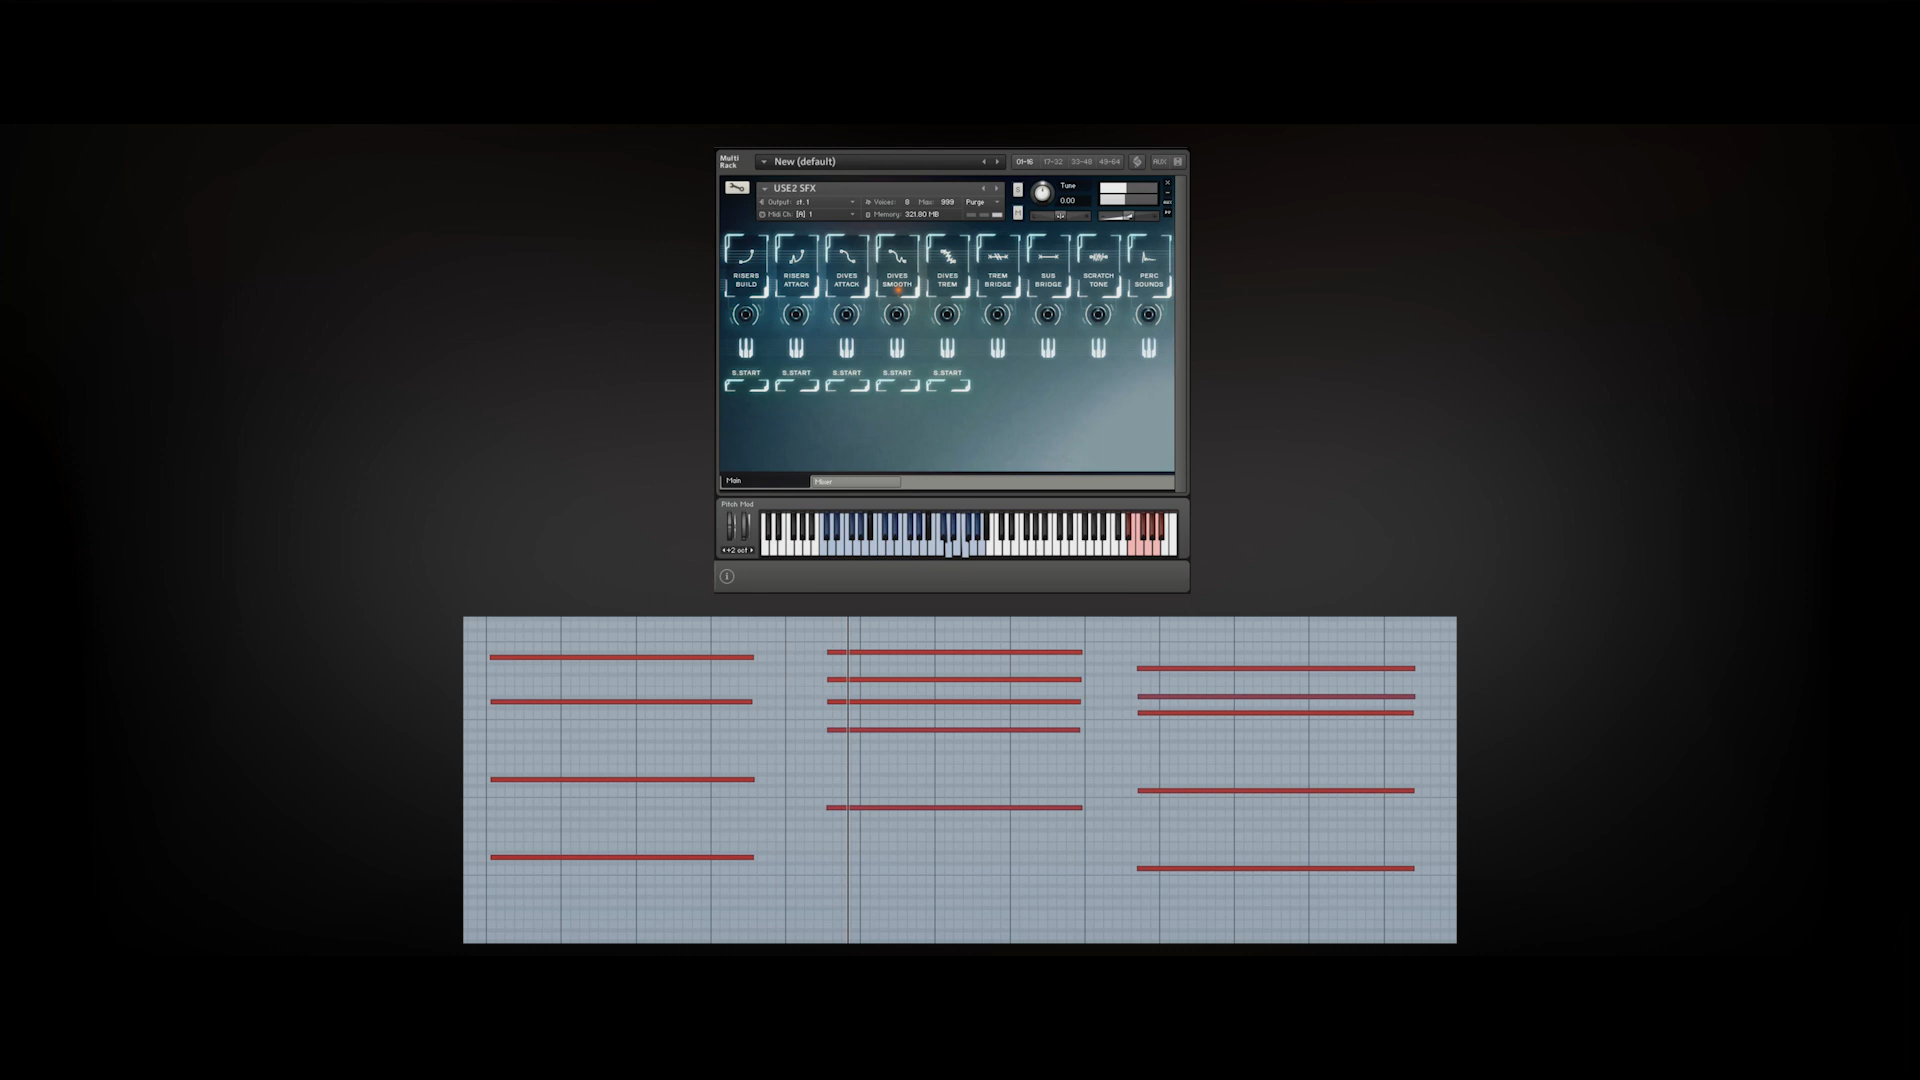 Multi Rack
New (default)
01-16 17-32 33-48 49-64 AUX
USE2 SFX
S Tune
Output: st. 1 Voices: 8 Max: 999 Purge
0.00
AUX
Midi Ch: [A] 1 Memory: 321.80 MB
M
PV
RISERS BUILD
RISERS ATTACK
DIVES ATTACK
DIVES SMOOTH
DIVES TREM
TREM BRIDGE
SUS BRIDGE
SCRATCH TONE
PERC SOUNDS
S.START S.START S.START S.START S.START
Main Mixer
Pitch Mod
+2 oct